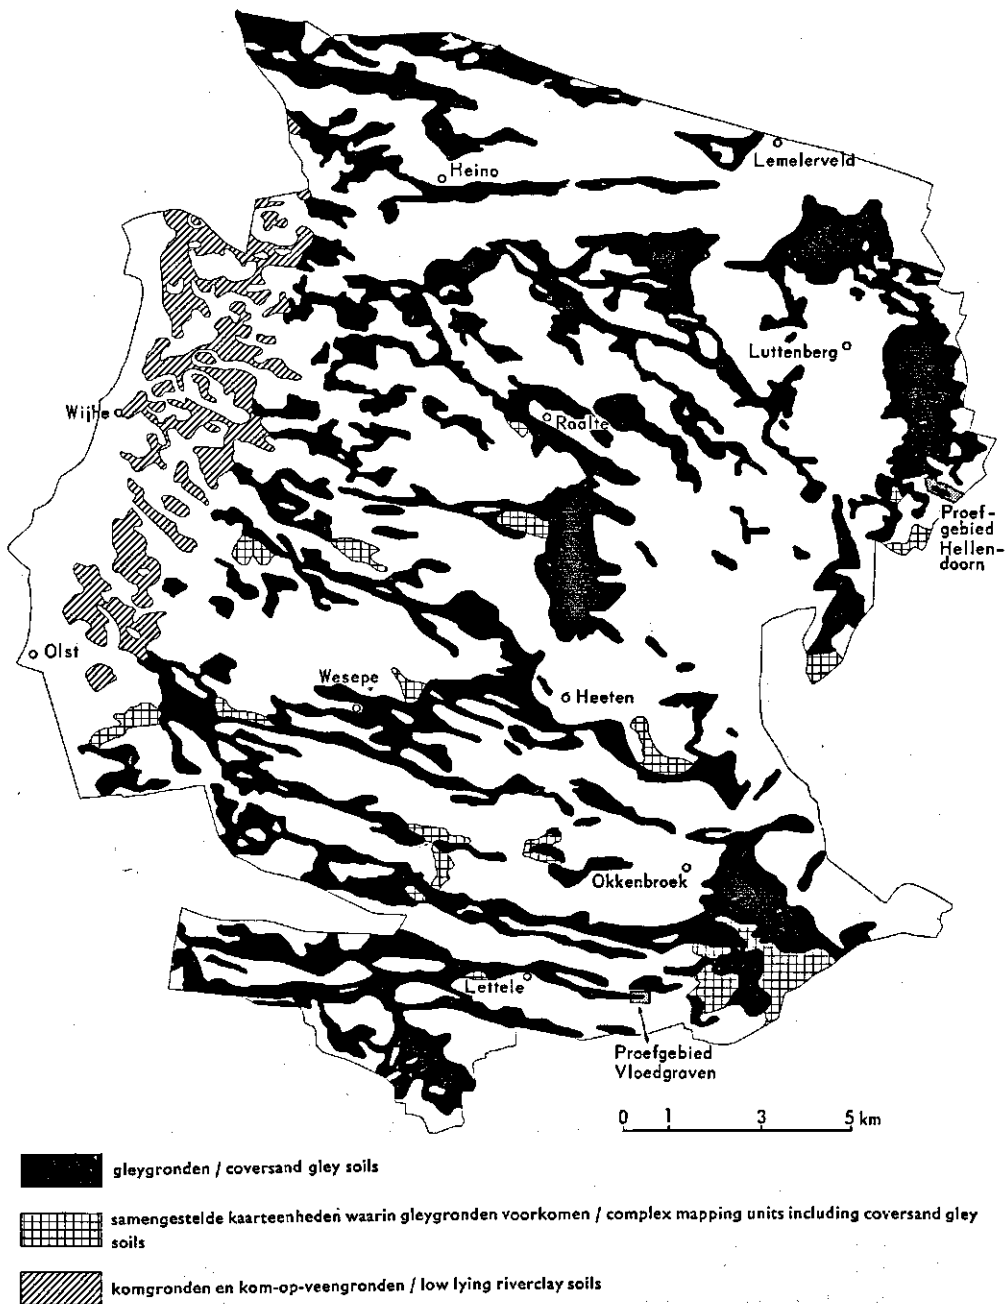 Lemelerveld
Heino
Luttenberg
Wijhe
Raalte
Proef-
gebied
Hellen-
doorn
Olst
Wesepe
Heeten
Okkenbroek
Lettele
Proefgebied
Vloedgraven
0 1 3 5 km
gleygronden / coversand gley soils
samengestelde kaarteenheden waarin gleygronden voorkomen / complex mapping units including coversand gley
soils
komgronden en kom-op-veengronden / low lying riverclay soils